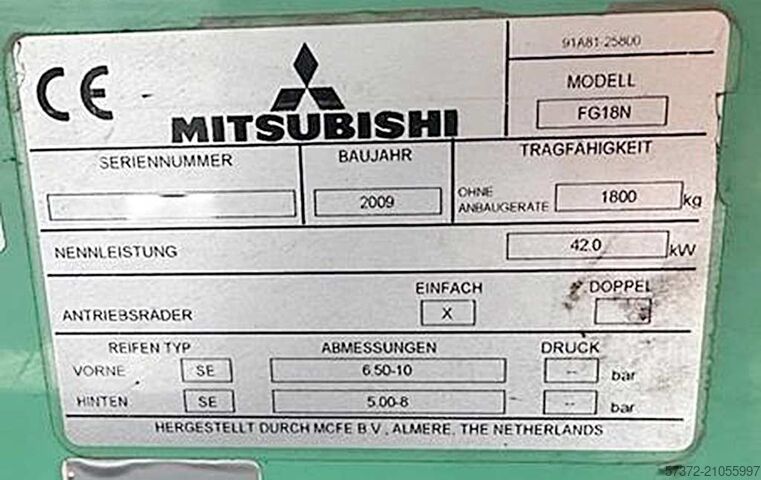 CE
MITSUBISHI
91A81-25800
MODELL
FG18N
SERIENNUMMER
BAUJAHR
2009
TRAGFÄHIGKEIT
OHNE
ANBAUGERÄTE 1800 kg
NENNLEISTUNG 42.0 kW
EINFACH DOPPEL
ANTRIEBSRÄDER X
REIFEN TYP ABMESSUNGEN DRUCK
VORNE SE 6.50-10 -- bar
HINTEN SE 5.00-8 -- bar
HERGESTELLT DURCH MCFE B.V., ALMERE, THE NETHERLANDS
57372-21055997